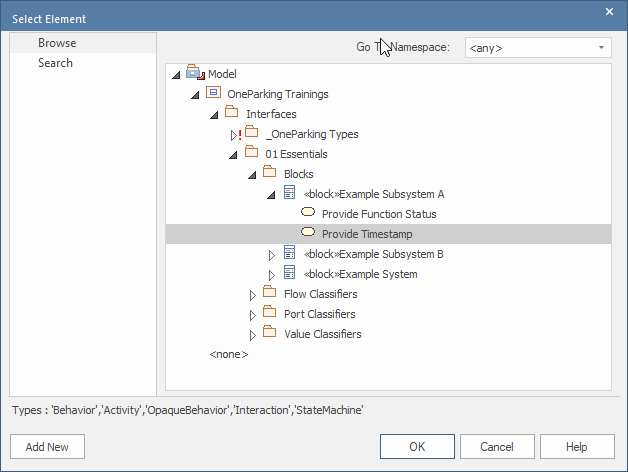 Select Element
Browse
Search
Go T Namespace:
<any>
Model
OneParking Trainings
Interfaces
_OneParking Types
01 Essentials
Blocks
«block»Example Subsystem A
Provide Function Status
Provide Timestamp
«block»Example Subsystem B
«block»Example System
Flow Classifiers
Port Classifiers
Value Classifiers
<none>
Types : 'Behavior','Activity','OpaqueBehavior','Interaction','StateMachine'
Add New
OK
Cancel
Help